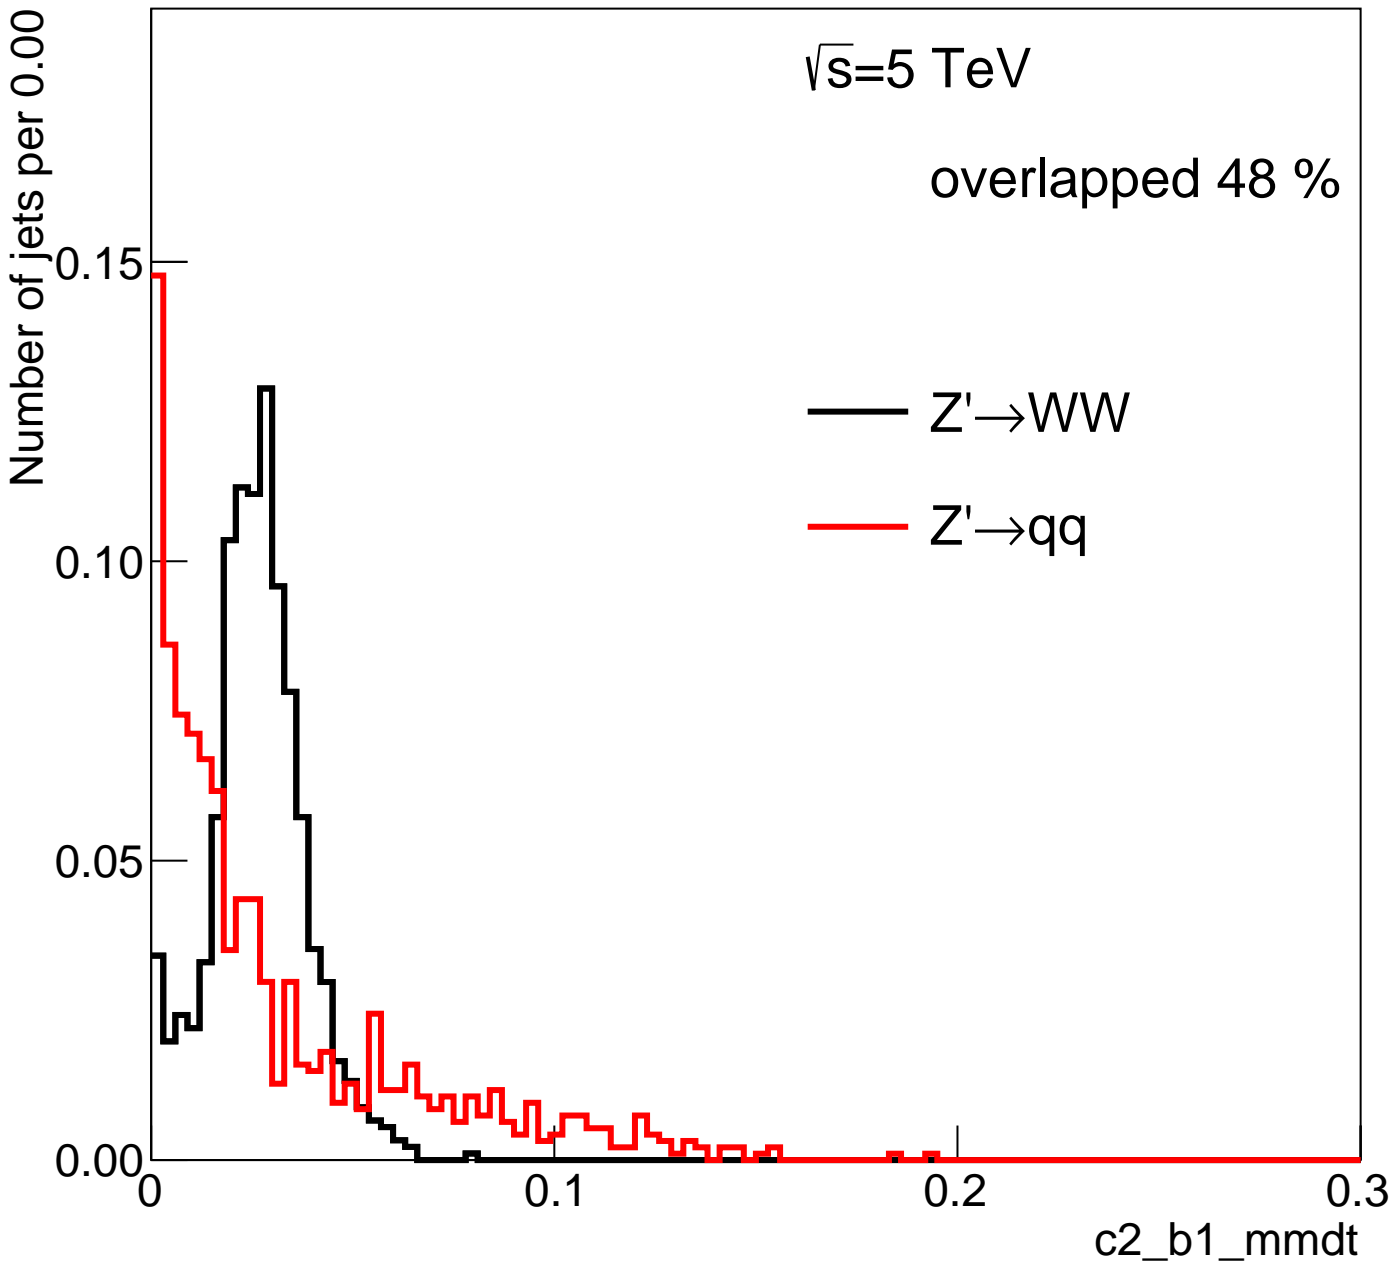 Number of jets per 0.00
√s=5 TeV
overlapped 48 %
0.15
Z'→WW
Z'→qq
0.10
0.05
0.00
0 0.1 0.2 0.3
c2_b1_mmdt